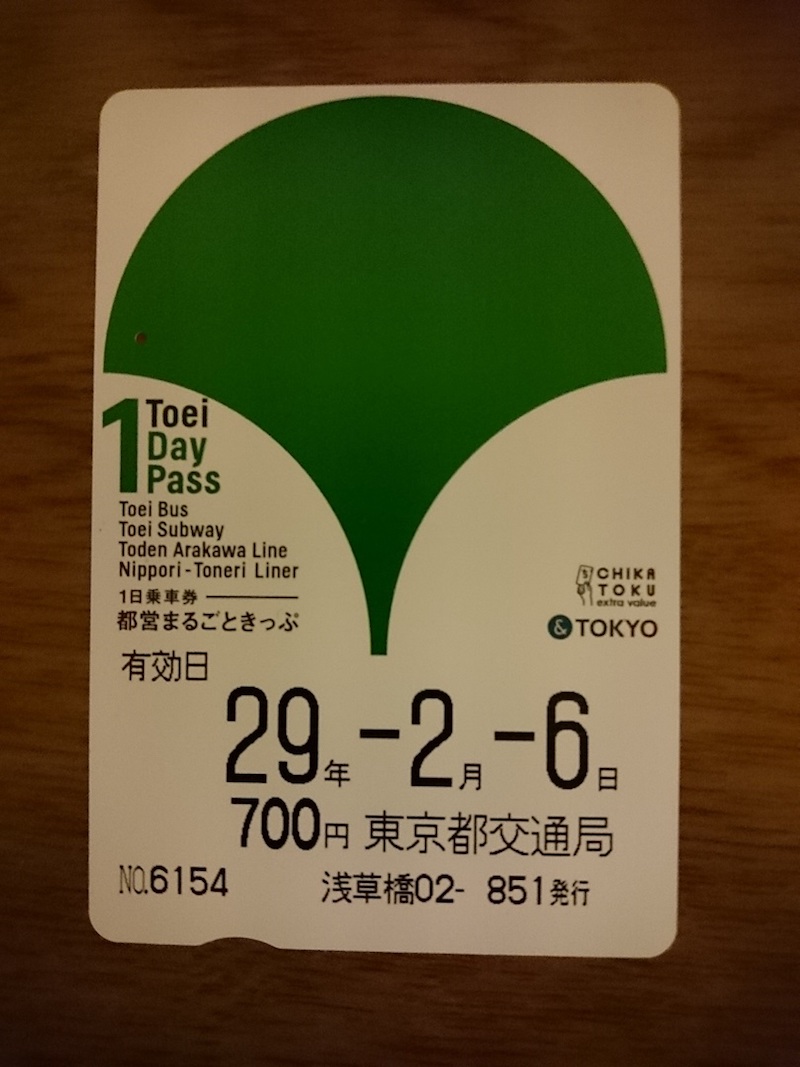 1 Toei
Day
Pass
Toei Bus
Toei Subway
Toden Arakawa Line
Nippori-Toneri Liner
1日乗車券
都営まるごときっぷ
CHIKA
TOKU
extra value
& TOKYO
有効日
29年-2月-6日
700円 東京都交通局
NO.6154
浅草橋02- 851発行